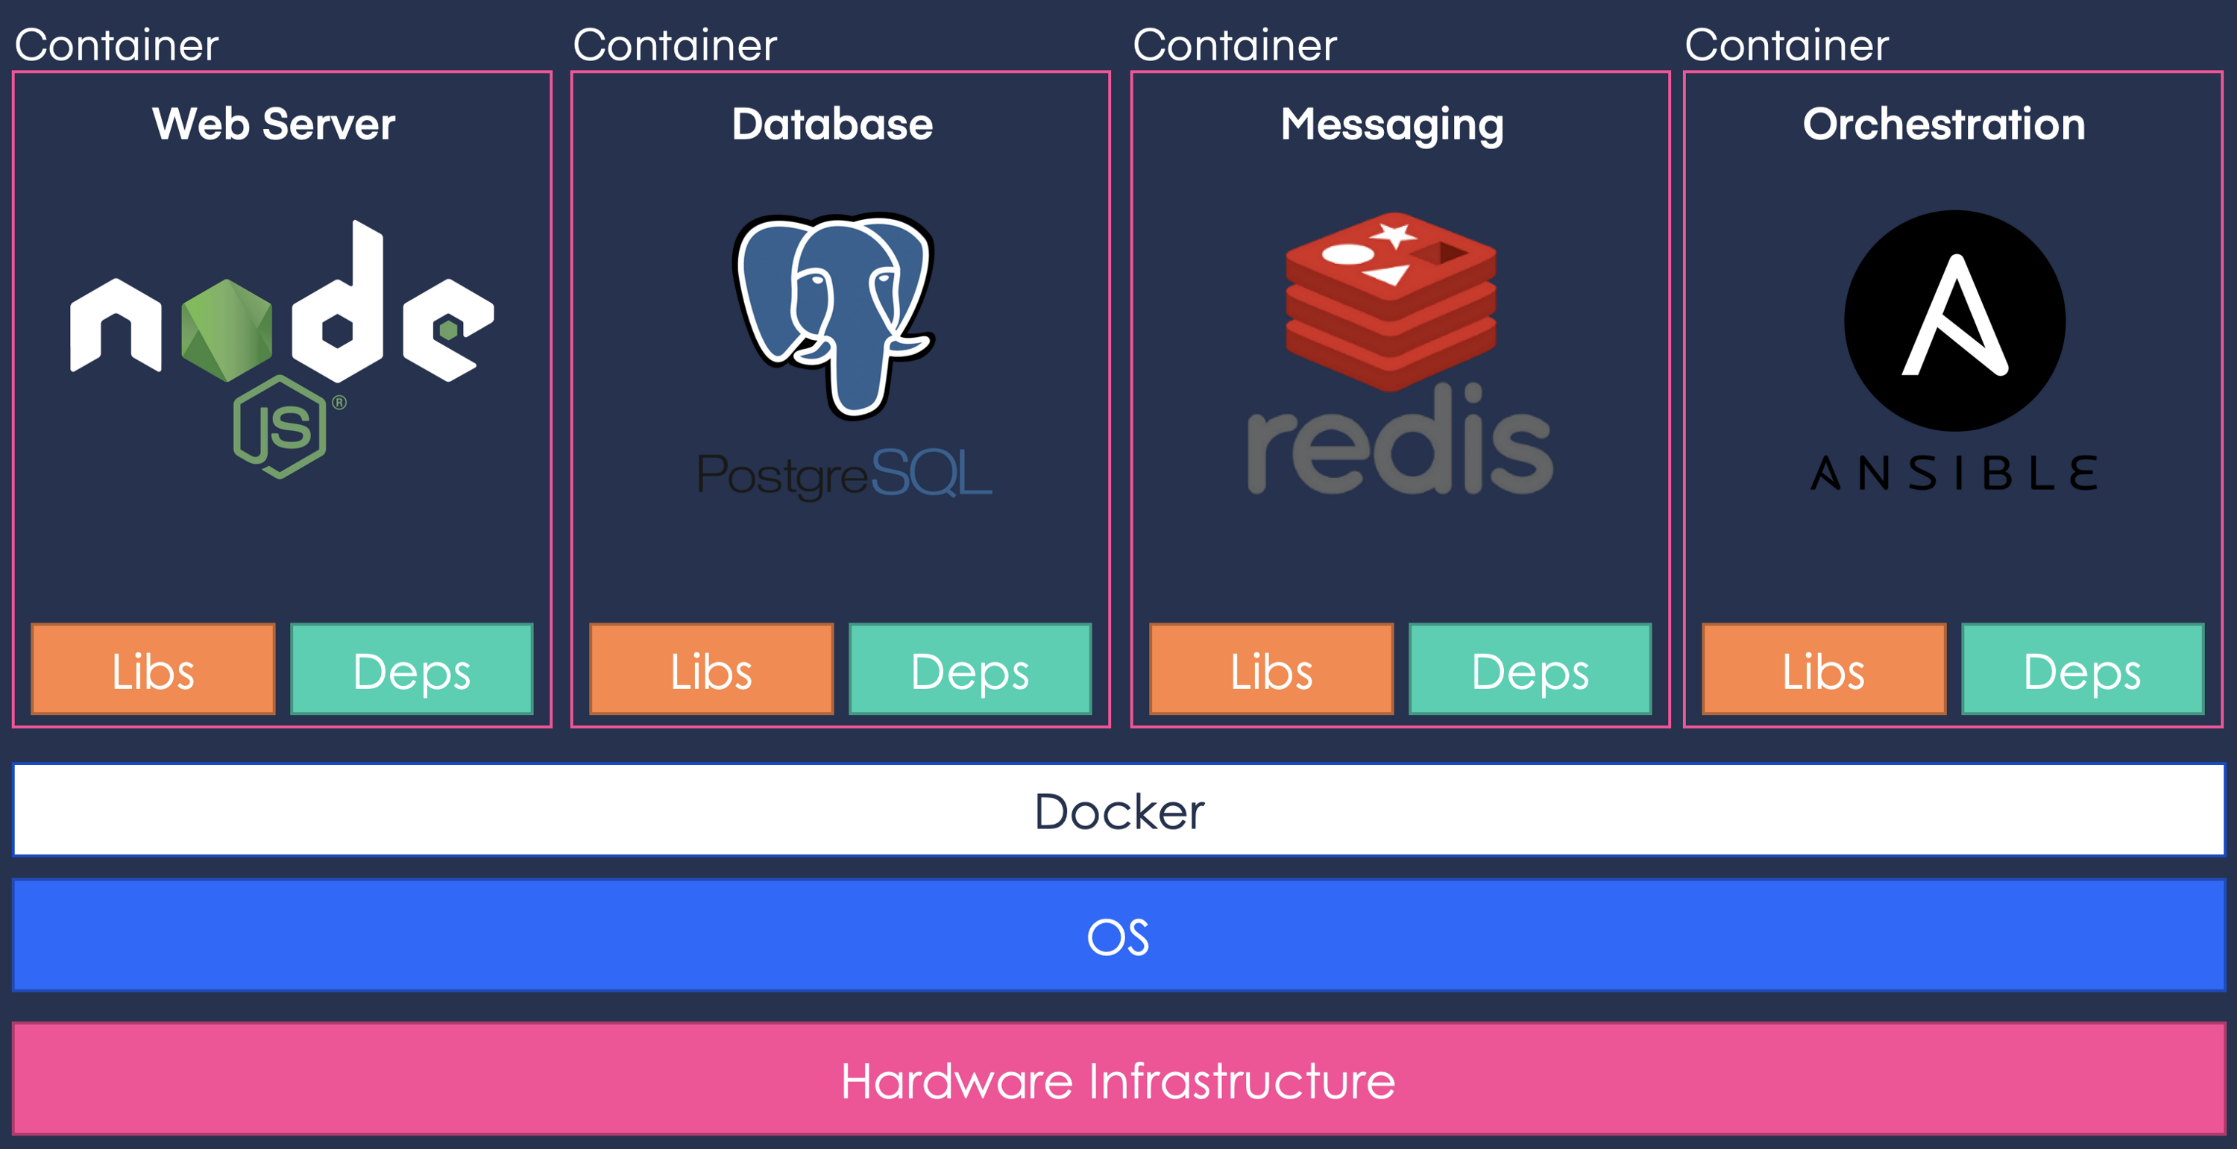 Container Container Container Container
Web Server Database Messaging Orchestration
node
JS ®
PostgreSQL
redis
ANSIBLE
Libs Deps Libs Deps Libs Deps Libs Deps
Docker
OS
Hardware Infrastructure